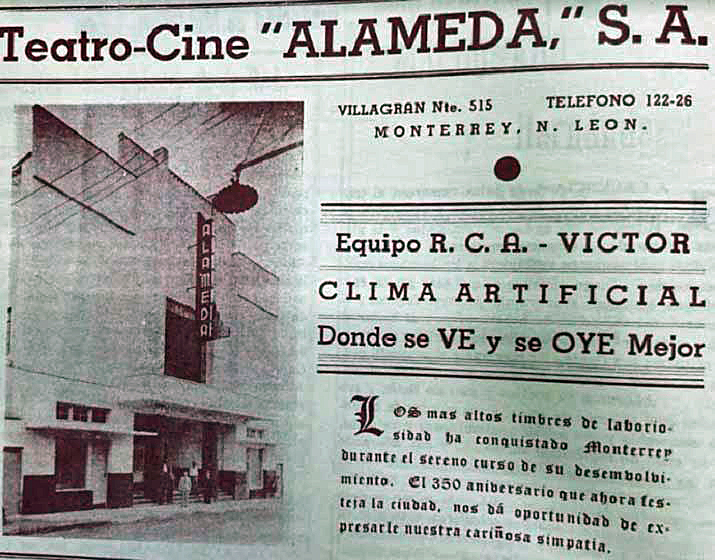 Teatro-Cine "ALAMEDA," S. A.
VILLAGRAN Nte. 515 TELEFONO 122-26
MONTERREY, N. LEON.
ALAMEDA
Equipo R. C. A. - VICTOR
CLIMA ARTIFICIAL
Donde se VE y se OYE Mejor
LOS mas altos timbres de laborio-
sidad ha conquistado Monterrey
durante el sereno curso de su desembolvi-
miento. El 350 anibersario que ahora fes-
teja la ciudad, nos dá oportunidad de ex-
presarle nuestra cariñosa simpatia.